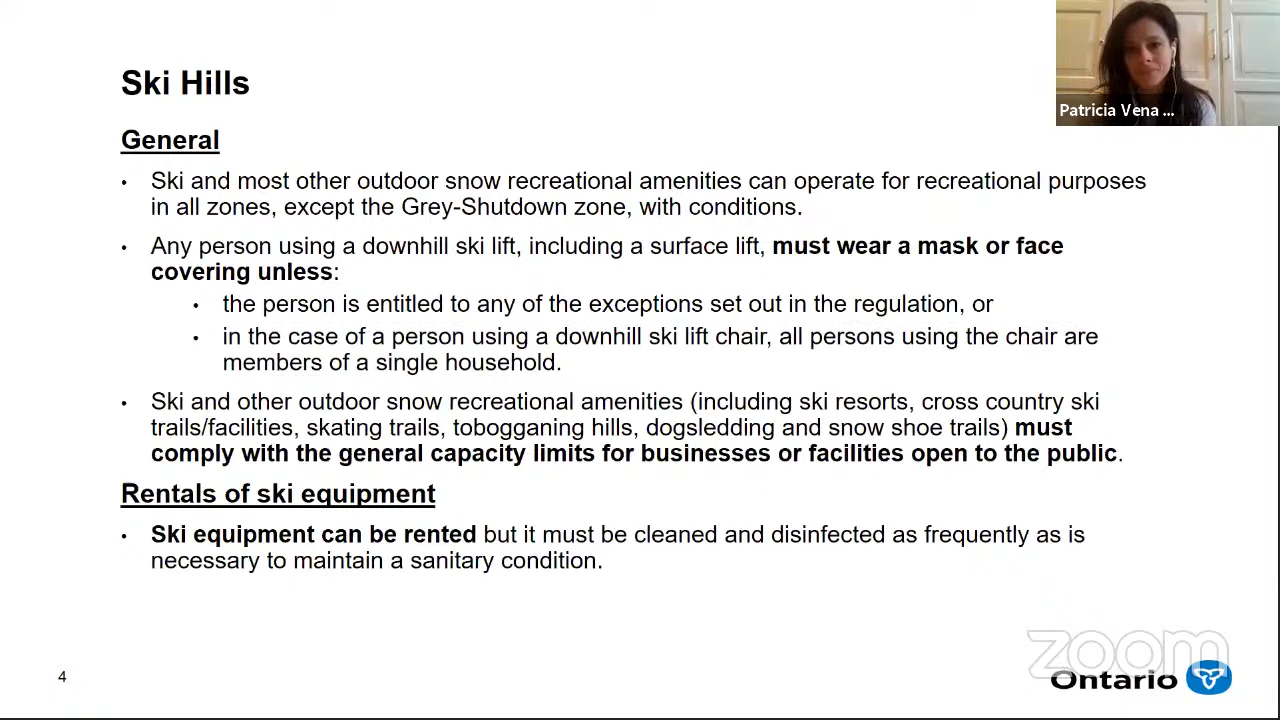 Ski Hills
General
• Ski and most other outdoor snow recreational amenities can operate for recreational purposes
in all zones, except the Grey-Shutdown zone, with conditions.
• Any person using a downhill ski lift, including a surface lift, must wear a mask or face
covering unless:
• the person is entitled to any of the exceptions set out in the regulation, or
• in the case of a person using a downhill ski lift chair, all persons using the chair are
members of a single household.
• Ski and other outdoor snow recreational amenities (including ski resorts, cross country ski
trails/facilities, skating trails, tobogganing hills, dogsledding and snow shoe trails) must
comply with the general capacity limits for businesses or facilities open to the public.
Rentals of ski equipment
• Ski equipment can be rented but it must be cleaned and disinfected as frequently as is
necessary to maintain a sanitary condition.
Patricia Vena ...
4
zoom
Ontario